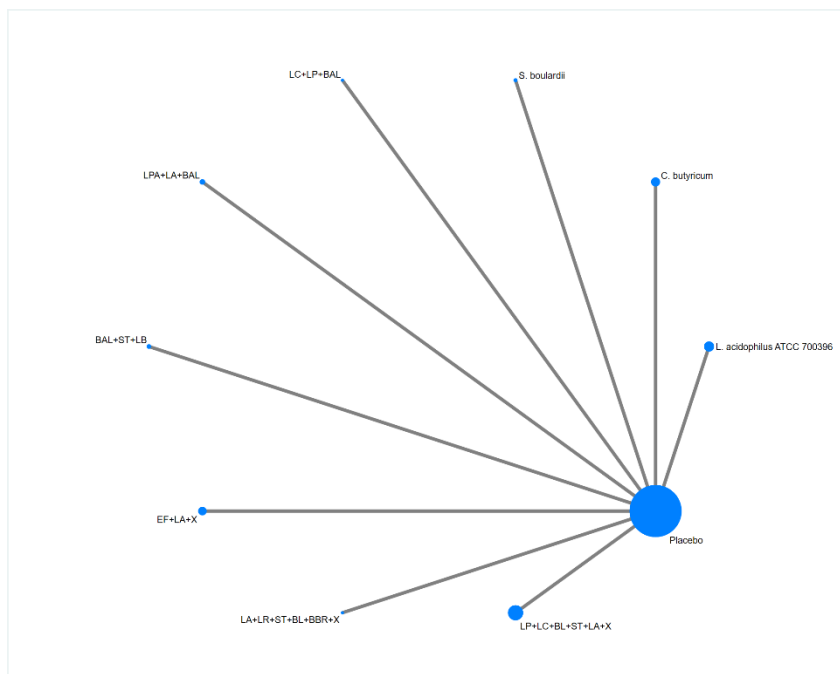 LC+LP+BAL
S. boulardii
LPA+LA+BAL
C. butyricum
BAL+ST+LB
L. acidophilus ATCC 700396
EF+LA+X
Placebo
LA+LR+ST+BL+BBR+X
LP+LC+BL+ST+LA+X